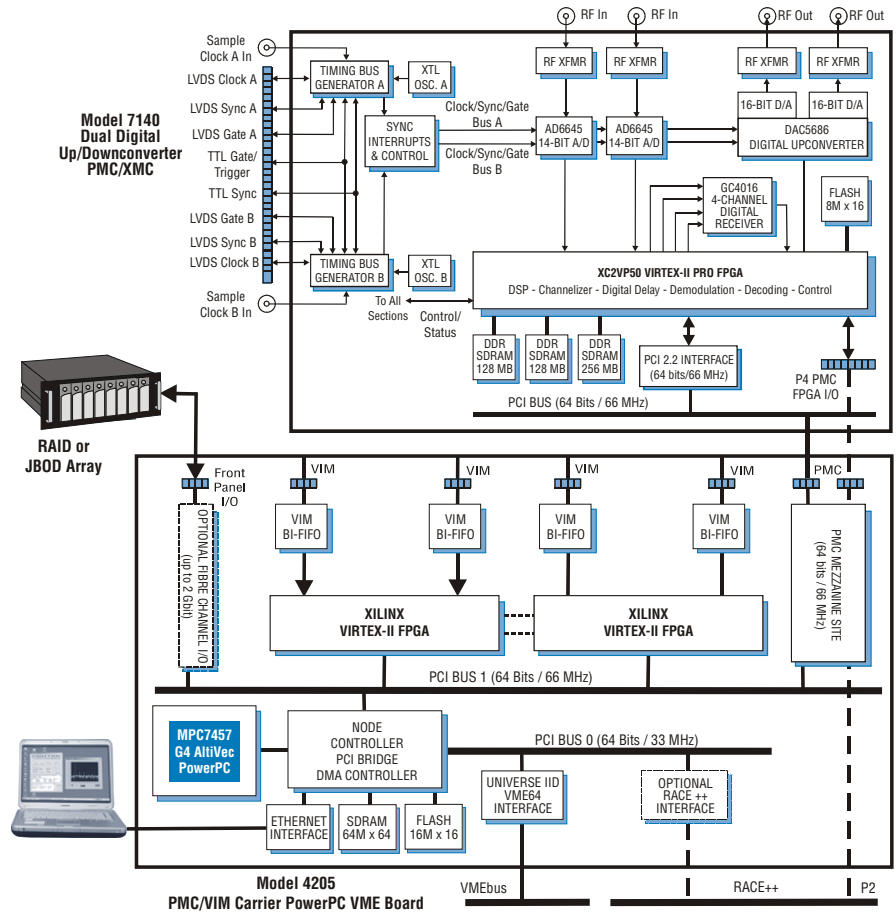 RF In
RF In
RF Out
RF Out
Sample
Clock A In
LVDS Clock A
LVDS Sync A
LVDS Gate A
TTL Gate/
Trigger
TTL Sync
LVDS Gate B
LVDS Sync B
LVDS Clock B
Sample
Clock B In
Model 7140
Dual Digital
Up/Downconverter
PMC/XMC
TIMING BUS
GENERATOR A
XTL
OSC. A
SYNC
INTERRUPTS
& CONTROL
Clock/Sync/Gate
Bus A
Clock/Sync/Gate
Bus B
TIMING BUS
GENERATOR B
XTL
OSC. B
RF XFMR
RF XFMR
RF XFMR
RF XFMR
16-BIT D/A
16-BIT D/A
AD6645
14-BIT A/D
AD6645
14-BIT A/D
DAC5686
DIGITAL UPCONVERTER
GC4016
4-CHANNEL
DIGITAL
RECEIVER
FLASH
8M x 16
XC2VP50 VIRTEX-II PRO FPGA
DSP - Channelizer - Digital Delay - Demodulation - Decoding - Control
To All
Sections
Control/
Status
DDR
SDRAM
128 MB
DDR
SDRAM
128 MB
DDR
SDRAM
256 MB
PCI 2.2 INTERFACE
(64 bits/66 MHz)
P4 PMC
FPGA I/O
PCI BUS (64 Bits / 66 MHz)
RAID or
JBOD Array
Front
Panel
I/O
VIM
VIM
VIM
VIM
PMC
OPTIONAL FIBRE CHANNEL I/O
(up to 2 Gbit)
VIM
BI-FIFO
VIM
BI-FIFO
VIM
BI-FIFO
VIM
BI-FIFO
PMC MEZZANINE SITE
(64 bits / 66 MHz)
XILINX
VIRTEX-II FPGA
XILINX
VIRTEX-II FPGA
PCI BUS 1 (64 Bits / 66 MHz)
MPC7457
G4 AltiVec
PowerPC
NODE
CONTROLLER
PCI BRIDGE
DMA CONTROLLER
PCI BUS 0 (64 Bits / 33 MHz)
ETHERNET
INTERFACE
SDRAM
64M x 64
FLASH
16M x 16
UNIVERSE IID
VME64
INTERFACE
OPTIONAL
RACE ++
INTERFACE
Model 4205
PMC/VIM Carrier PowerPC VME Board
VMEbus
RACE++
P2